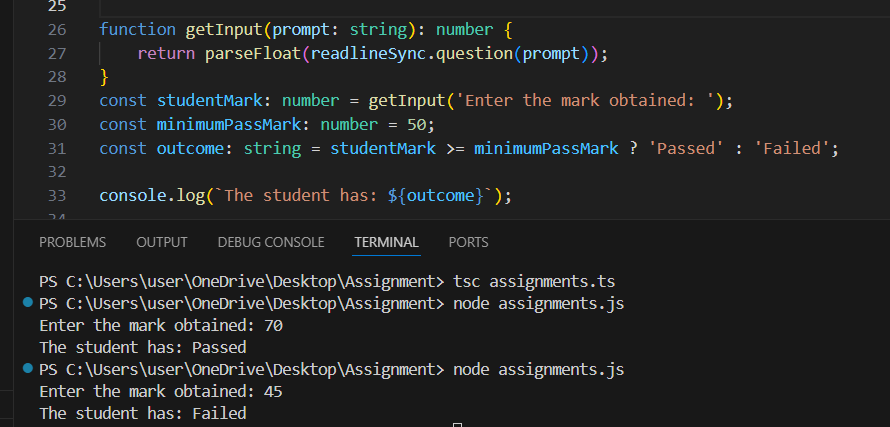 25
26 function getInput(prompt: string): number {
27     return parseFloat(readlineSync.question(prompt));
28 }
29 const studentMark: number = getInput('Enter the mark obtained: ');
30 const minimumPassMark: number = 50;
31 const outcome: string = studentMark >= minimumPassMark ? 'Passed' : 'Failed';
32
33 console.log(`The student has: ${outcome}`);
34
PROBLEMS OUTPUT DEBUG CONSOLE TERMINAL PORTS
PS C:\Users\user\OneDrive\Desktop\Assignment> tsc assignments.ts
PS C:\Users\user\OneDrive\Desktop\Assignment> node assignments.js
Enter the mark obtained: 70
The student has: Passed
PS C:\Users\user\OneDrive\Desktop\Assignment> node assignments.js
Enter the mark obtained: 45
The student has: Failed